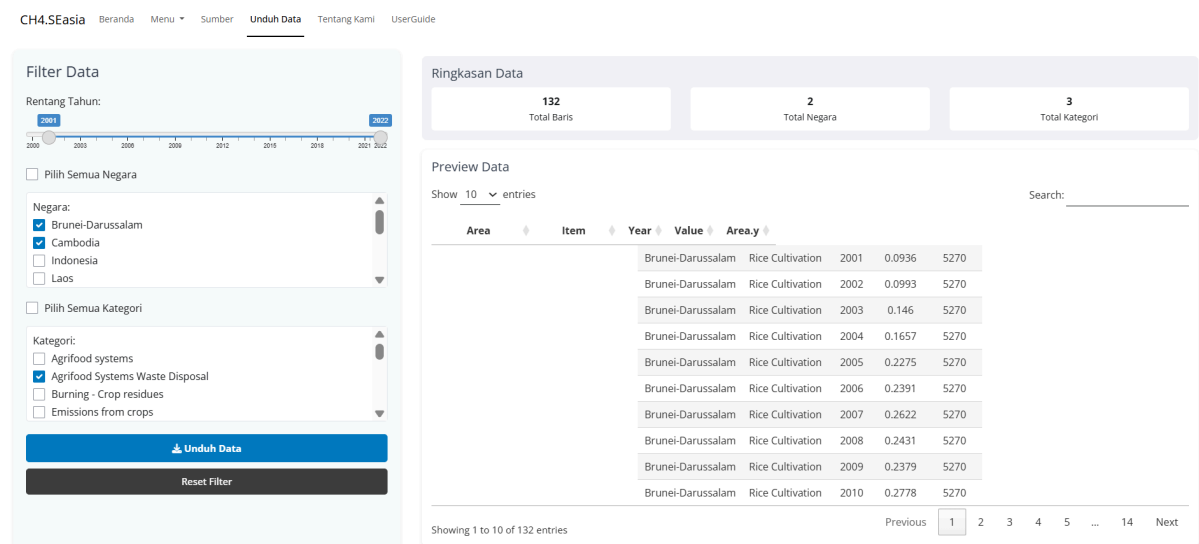 CH4.SEasia Beranda Menu Sumber Unduh Data Tentang Kami UserGuide
Filter Data
Rentang Tahun:
2001 2022
2000 2003 2006 2009 2012 2015 2018 2021 2022
Pilih Semua Negara
Negara:
Brunei-Darussalam
Cambodia
Indonesia
Laos
Pilih Semua Kategori
Kategori:
Agrifood systems
Agrifood Systems Waste Disposal
Burning - Crop residues
Emissions from crops
Unduh Data
Reset Filter
Ringkasan Data
132 2 3
Total Baris Total Negara Total Kategori
Preview Data
Show 10 entries Search:
Area Item Year Value Area.y
Brunei-Darussalam Rice Cultivation 2001 0.0936 5270
Brunei-Darussalam Rice Cultivation 2002 0.0993 5270
Brunei-Darussalam Rice Cultivation 2003 0.146 5270
Brunei-Darussalam Rice Cultivation 2004 0.1657 5270
Brunei-Darussalam Rice Cultivation 2005 0.2275 5270
Brunei-Darussalam Rice Cultivation 2006 0.2391 5270
Brunei-Darussalam Rice Cultivation 2007 0.2622 5270
Brunei-Darussalam Rice Cultivation 2008 0.2431 5270
Brunei-Darussalam Rice Cultivation 2009 0.2379 5270
Brunei-Darussalam Rice Cultivation 2010 0.2778 5270
Showing 1 to 10 of 132 entries Previous 1 2 3 4 5 ... 14 Next